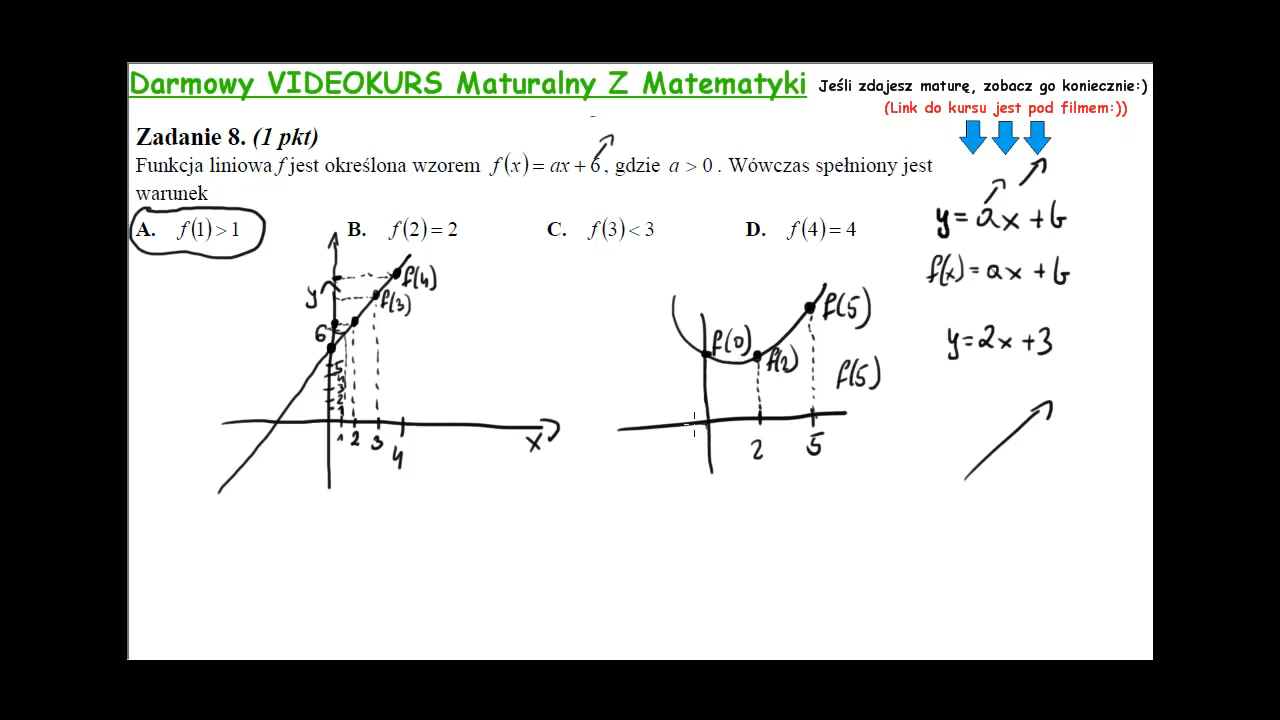 Darmowy VIDEOKURS Maturalny Z Matematyki Jeśli zdajesz maturę, zobacz go koniecznie:)
(Link do kursu jest pod filmem:))
Zadanie 8. (1 pkt)
Funkcja liniowa f jest określona wzorem f(x) = ax + 6, gdzie a > 0. Wówczas spełniony jest
warunek
A. f(1) > 1 B. f(2) = 2 C. f(3) < 3 D. f(4) = 4
y = ax + b
f(x) = ax + b
y = 2x + 3
y
f(4)
f(3)
6
5
4
3
2
1
1 2 3 4 x
f(0) f(2) f(5)
f(5)
2 5